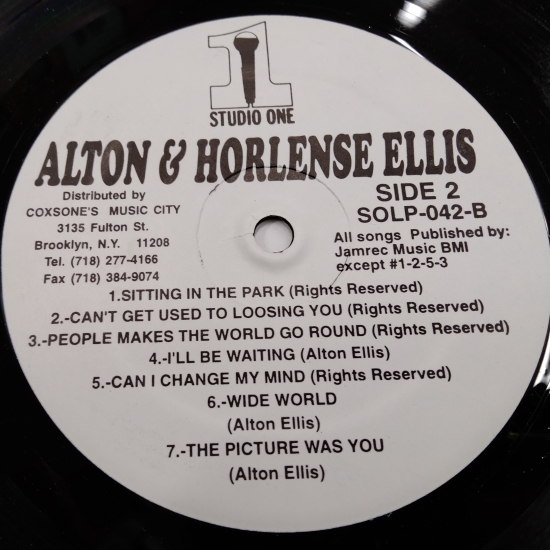 1
STUDIO ONE
ALTON & HORLENSE ELLIS
Distributed by
COXSONE'S MUSIC CITY
3135 Fulton St.
Brooklyn, N.Y. 11208
Tel. (718) 277-4166
Fax (718) 384-9074
SIDE 2
SOLP-042-B
All songs Published by:
Jamrec Music BMI
except #1-2-5-3
1.SITTING IN THE PARK (Rights Reserved)
2.-CAN'T GET USED TO LOOSING YOU (Rights Reserved)
3.-PEOPLE MAKES THE WORLD GO ROUND (Rights Reserved)
4.-I'LL BE WAITING (Alton Ellis)
5.-CAN I CHANGE MY MIND (Rights Reserved)
6.-WIDE WORLD
(Alton Ellis)
7.-THE PICTURE WAS YOU
(Alton Ellis)